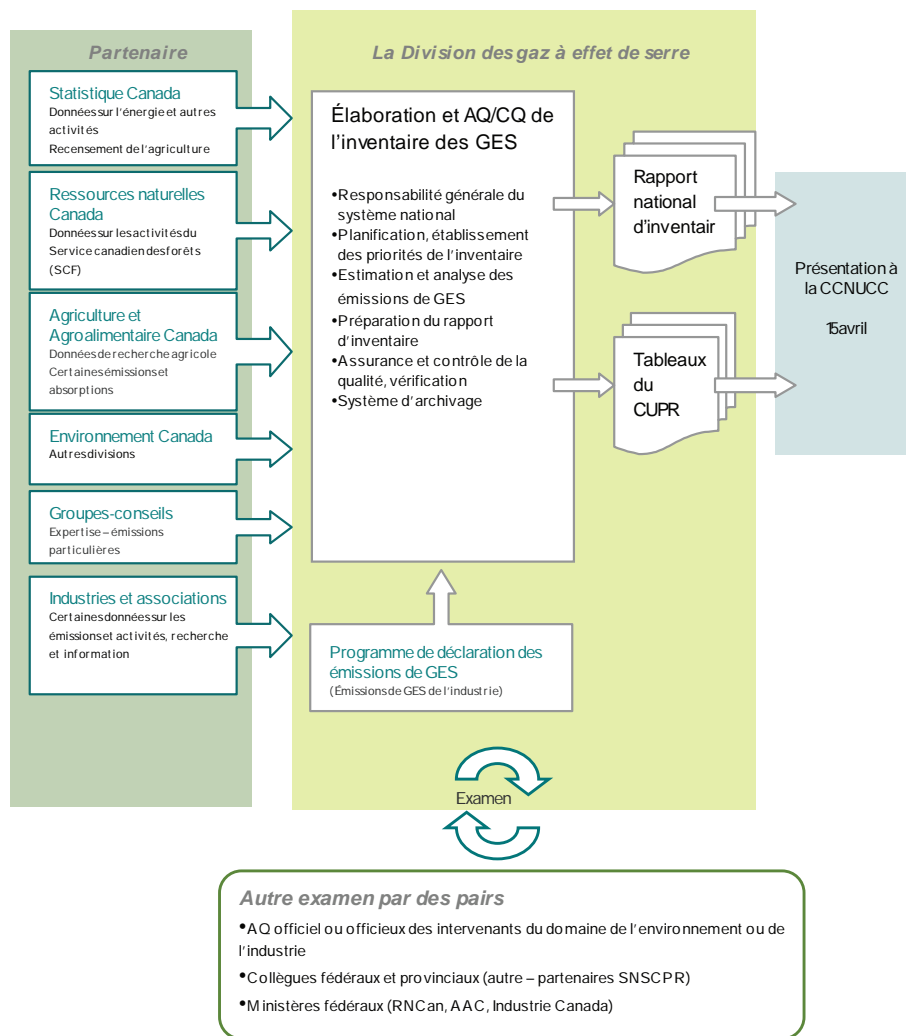 Partenaire
Statistique Canada
Données sur l'énergie et autres
activités
Recensement de l'agriculture
Ressources naturelles
Canada
Données sur les activités du
Service canadien des forêts
(SCF)
Agriculture et
Agroalimentaire Canada
Données de recherche agricole
Certaines émissions et
absorptions
Environnement Canada
Autres divisions
Groupes-conseils
Expertise – émissions
particulières
Industries et associations
Certaines données sur les
émissions et activités, recherche
et information
La Division des gaz à effet de serre
Élaboration et AQ/CQ de
l'inventaire des GES
•Responsabilité générale du
système national
•Planification, établissement
des priorités de l'inventaire
•Estimation et analyse des
émissions de GES
•Préparation du rapport
d'inventaire
•Assurance et contrôle de la
qualité, vérification
•Système d'archivage
Programme de déclaration des
émissions de GES
(Émissions de GES de l'industrie)
Rapport
national
d'inventair
Tableaux
du
CUPR
Présentation à
la CCNUCC
15avril
Examen
Autre examen par des pairs
•AQ officiel ou officieux des intervenants du domaine de l'environnement ou de
l'industrie
•Collègues fédéraux et provinciaux (autre – partenaires SNSCPR)
•Ministères fédéraux (RNCan, AAC, Industrie Canada)